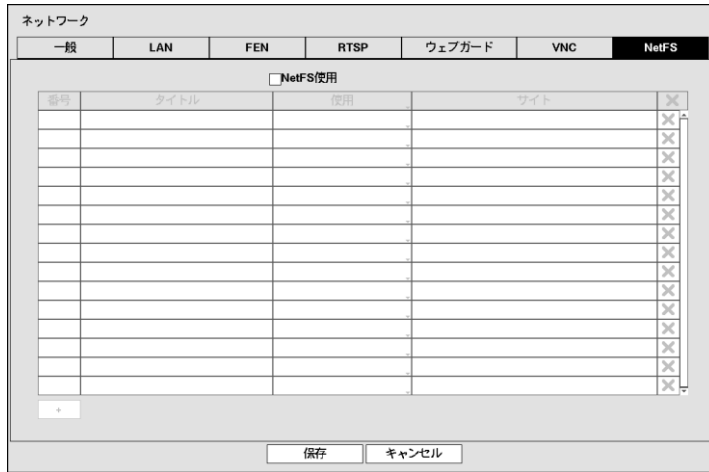 ネットワーク
一般 LAN FEN RTSP ウェブガード VNC NetFS
NetFS使用
番号 タイトル 使用 サイト
+
保存 キャンセル